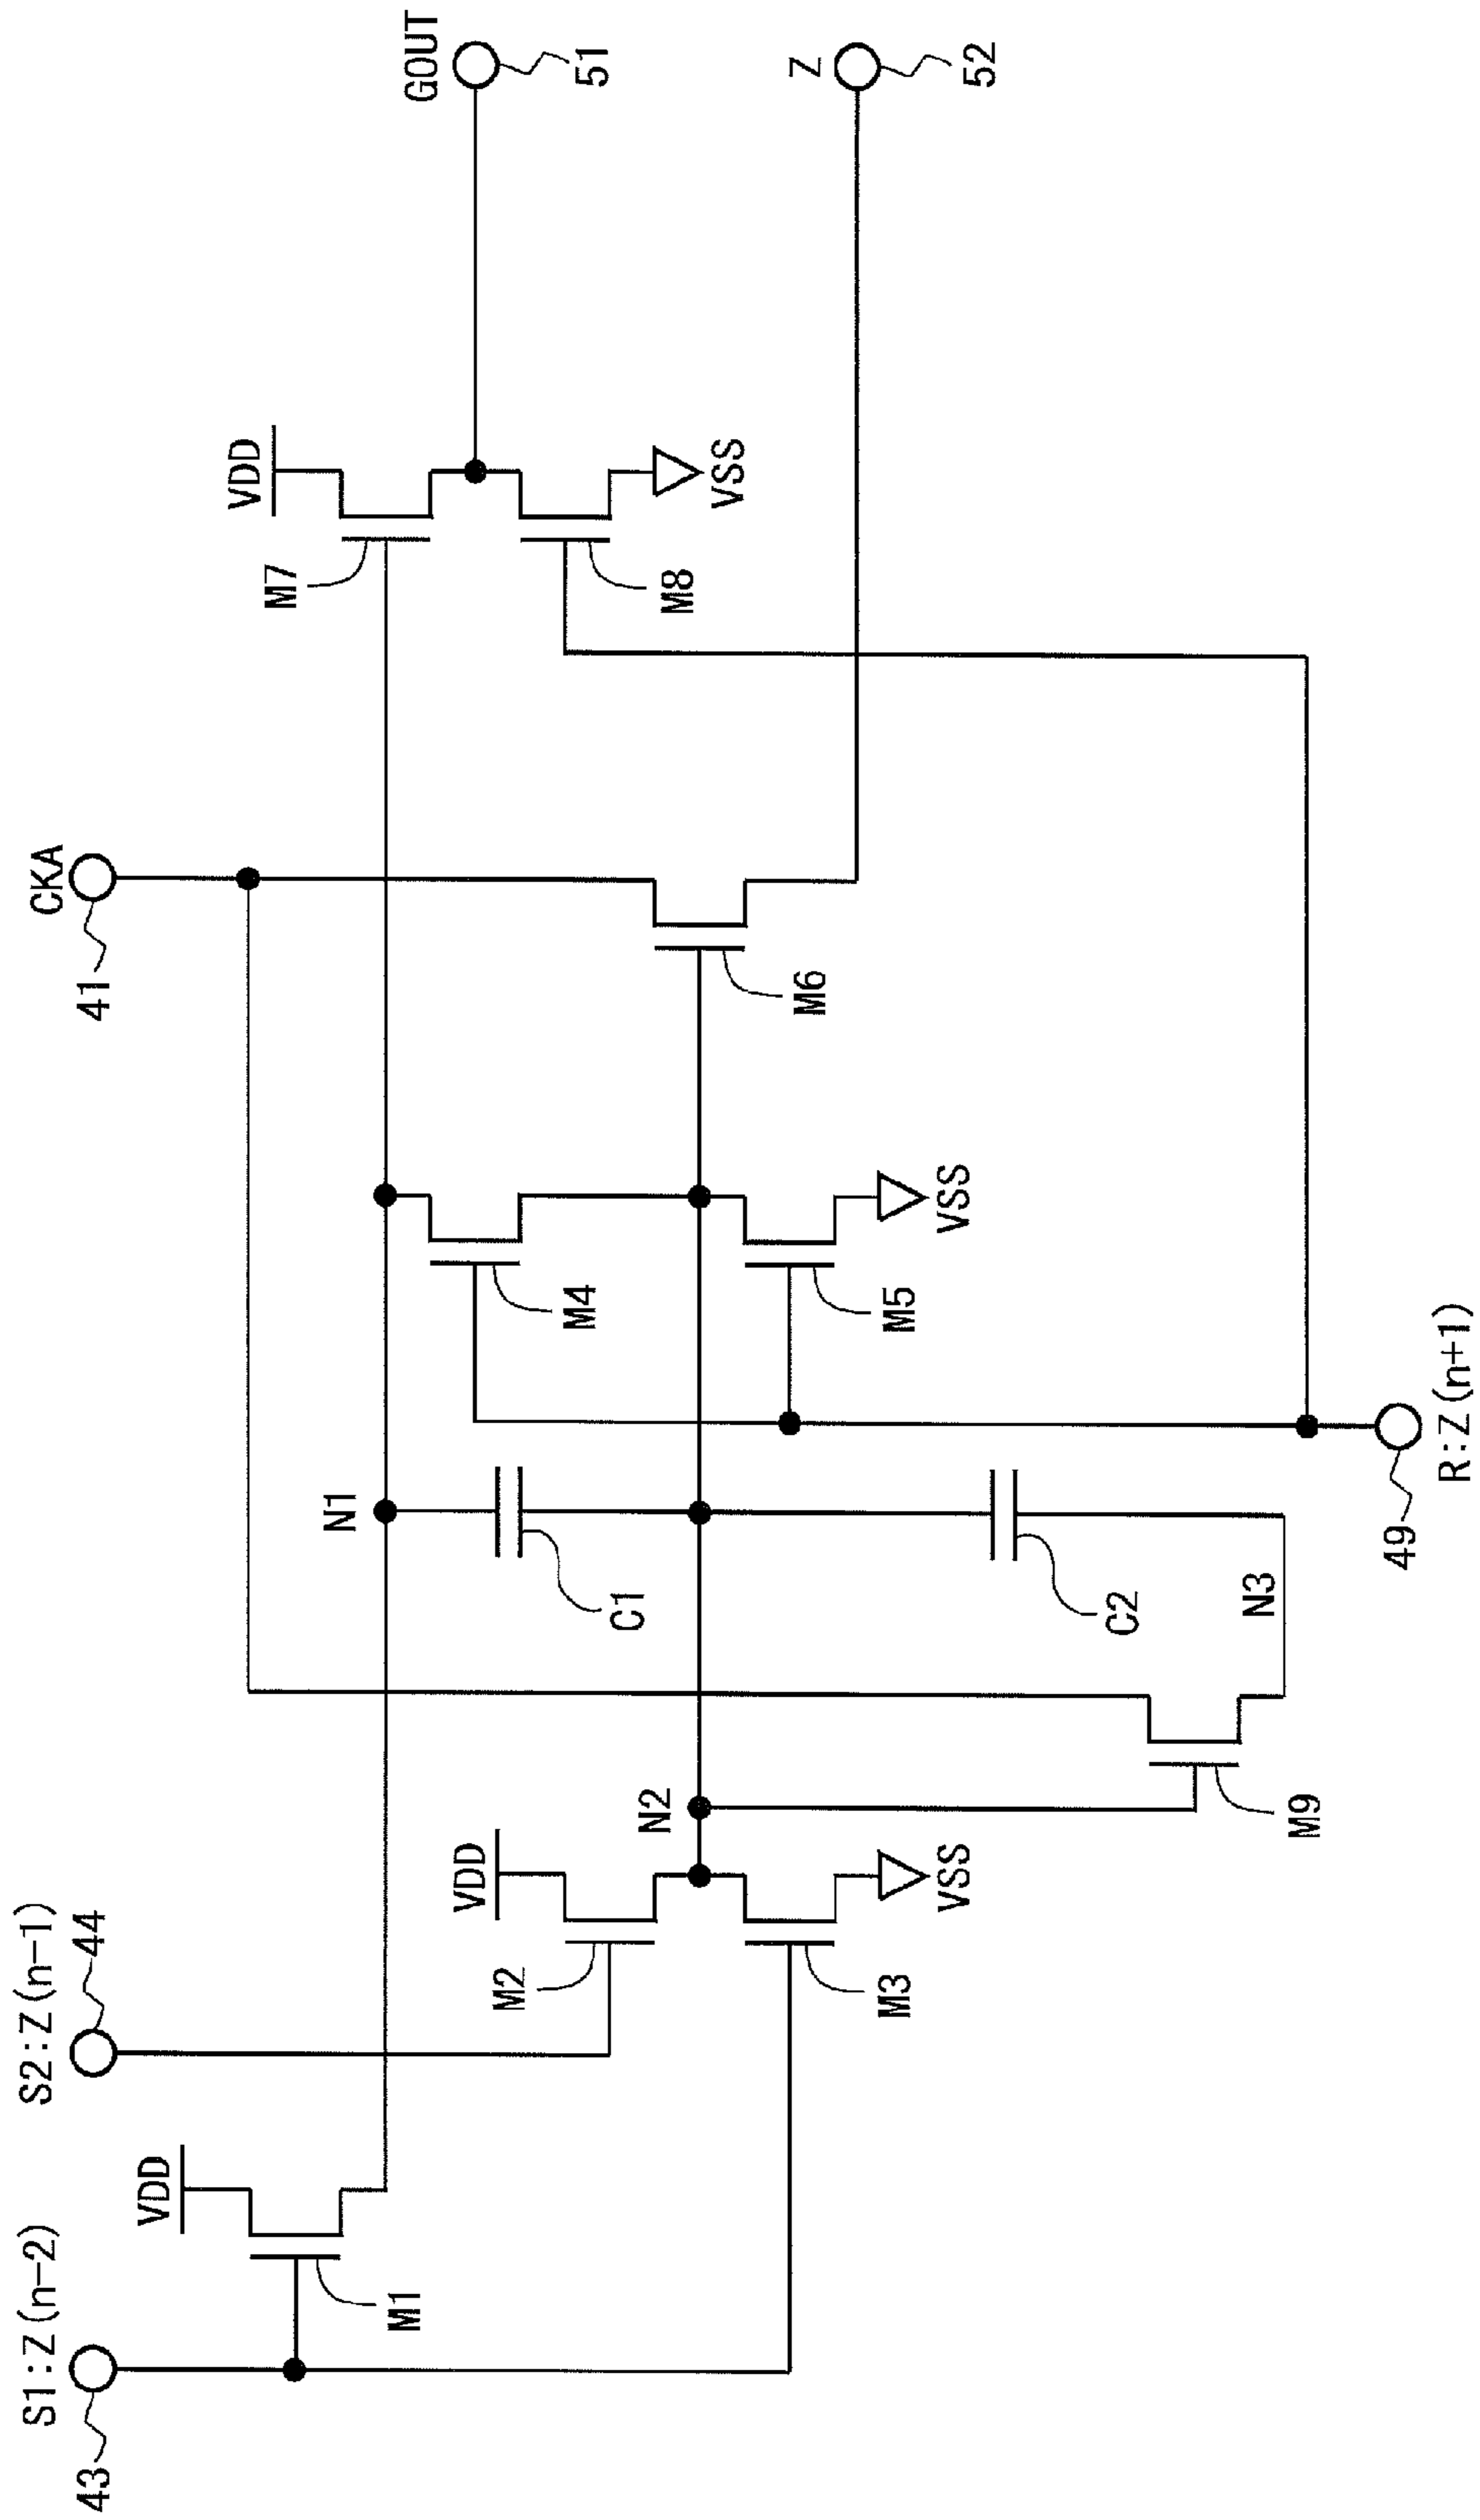 S1:Z(n-2)
43
S2:Z(n-1)
44
CKA
41
VDD
M1
VDD
M2
N2
M3
VSS
M9
N1
C1
C2
N3
M4
M5
VSS
R:Z(n+1)
49
M6
VDD
M7
M8
VSS
GOUT
51
Z
52